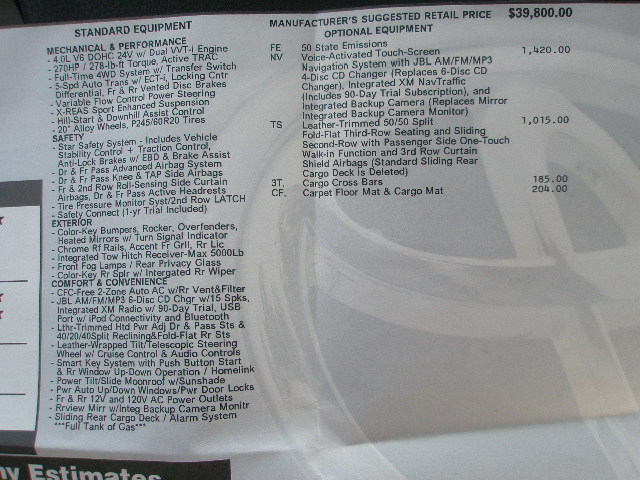 STANDARD EQUIPMENT
MECHANICAL & PERFORMANCE
- 4.0L V6 DOHC 24V w/ Dual VVT-i Engine
- 270HP / 278-lb-ft Torque, Active TRAC
- Full-Time 4WD System w/ Transfer Switch
- 5-Spd Auto Trans w/ ECT-i, Locking Cntr
Differential, Fr & Rr Vented Disc Brakes
- Variable Flow Control Power Steering
- X-REAS Sport Enhanced Suspension
- Hill-Start & Downhill Assist Control
- 20" Alloy Wheels, P245/60R20 Tires
SAFETY
- Star Safety System - Includes Vehicle
Stability Control + Traction Control,
Anti-Lock Brakes w/ EBD & Brake Assist
- Dr & Fr Pass Advanced Airbag System
- Dr & Fr Pass Knee & TAP Side Airbags
- Fr & 2nd Row Roll-Sensing Side Curtain
Airbags, Dr & Fr Pass Active Headrests
- Tire Pressure Monitor Syst/2nd Row LATCH
- Safety Connect (1-yr Trial Included)
EXTERIOR
- Color-Key Bumpers, Rocker, Overfenders,
Heated Mirrors w/ Turn Signal Indicator
- Chrome Rf Rails, Accent Fr Grll, Rr Lic
- Integrated Tow Hitch Receiver-Max 5000Lb
- Front Fog Lamps / Rear Privacy Glass
- Color-Key Rr Splr w/ Intergated Rr Wiper
COMFORT & CONVENIENCE
- CFC-Free 2-Zone Auto AC w/Rr Vent&Filter
- JBL AM/FM/MP3 6-Disc CD Chgr w/15 Spks,
Integrated XM Radio w/ 90-Day Trial, USB
Port w/ iPod Connectivity and Bluetooth
- Lthr-Trimmed Htd Pwr Adj Dr & Pass Sts &
40/20/40Split Reclining&Fold-Flat Rr Sts
- Leather-Wrapped Tilt/Telescopic Steering
Wheel w/ Cruise Control & Audio Controls
- Smart Key System with Push Button Start
& Rr Window Up-Down Operation / Homelink
- Power Tilt/Slide Moonroof w/Sunshade
- Pwr Auto Up/Down Windows/Pwr Door Locks
- Fr & Rr 12V and 120V AC Power Outlets
- Rrview Mirr w/Integ Backup Camera Monitr
- Sliding Rear Cargo Deck / Alarm System
***Full Tank of Gas***
MANUFACTURER'S SUGGESTED RETAIL PRICE $39,800.00
OPTIONAL EQUIPMENT
FE 50 State Emissions
NV Voice-Activated Touch-Screen 1,420.00
Navigation System with JBL AM/FM/MP3
4-Disc CD Changer (Replaces 6-Disc CD
Changer), Integrated XM NavTraffic
(Includes 90-Day Trial Subscription), and
Integrated Backup Camera (Replaces Mirror
Integrated Backup Camera Monitor)
TS Leather-Trimmed 50/50 Split 1,015.00
Fold-Flat Third-Row Seating and Sliding
Second-Row with Passenger Side One-Touch
Walk-in Function and 3rd Row Curtain
Shield Airbags (Standard Sliding Rear
Cargo Deck is Deleted)
3T. Cargo Cross Bars 185.00
CF. Carpet Floor Mat & Cargo Mat 204.00
ny Estimates